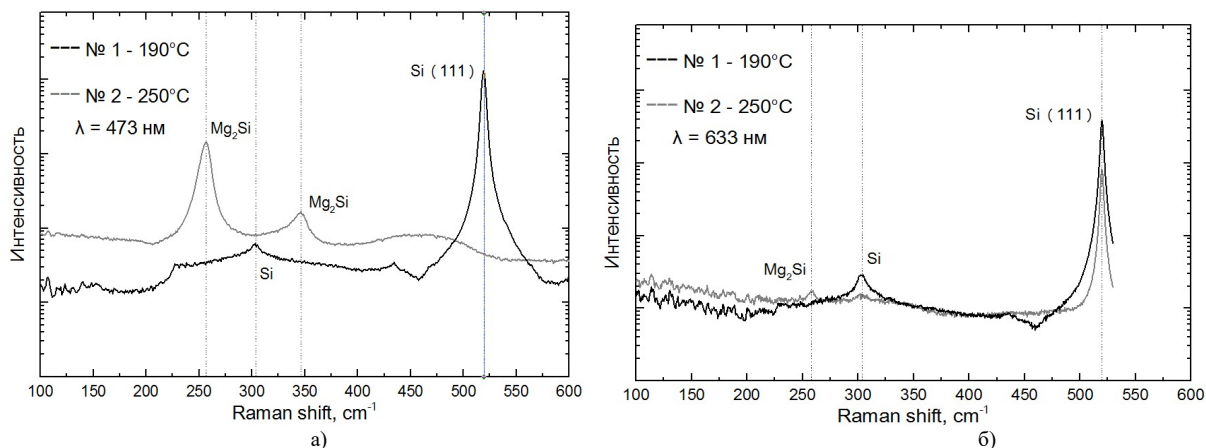 № 1 - 190°C
№ 2 - 250°C
λ = 473 нм
Mg₂Si
Mg₂Si
Si
Si (111)
Интенсивность
100 150 200 250 300 350 400 450 500 550 600
Raman shift, cm⁻¹
а)
№ 1 - 190°C
№ 2 - 250°C
λ = 633 нм
Mg₂Si
Si
Si (111)
Интенсивность
100 150 200 250 300 350 400 450 500 550 600
Raman shift, cm⁻¹
б)